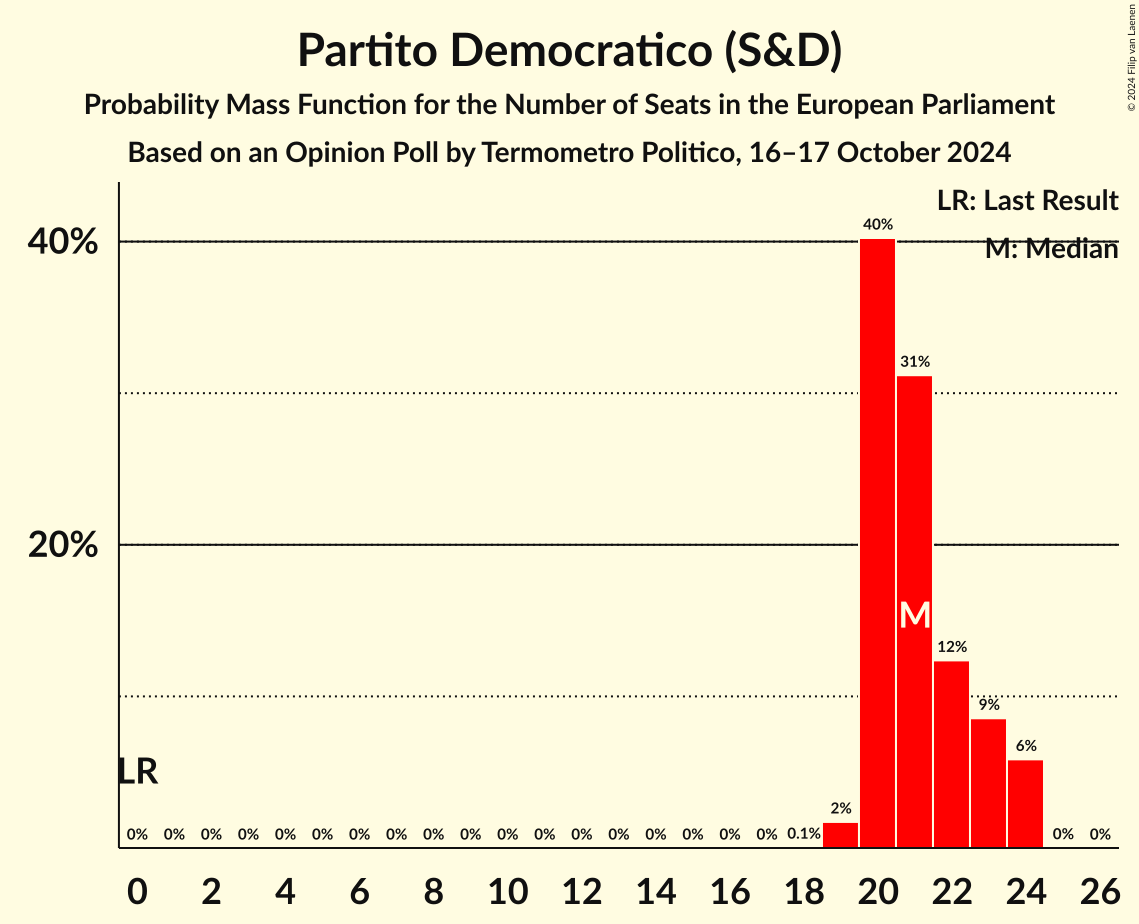 Partito Democratico (S&D)
Probability Mass Function for the Number of Seats in the European Parliament
Based on an Opinion Poll by Termometro Politico, 16–17 October 2024
© 2024 Filip van Laenen
LR: Last Result
M: Median
40%
20%
40%
31%
M
12%
9%
6%
2%
LR
0% 0% 0% 0% 0% 0% 0% 0% 0% 0% 0% 0% 0% 0% 0% 0% 0% 0% 0.1% 0% 0%
0 2 4 6 8 10 12 14 16 18 20 22 24 26